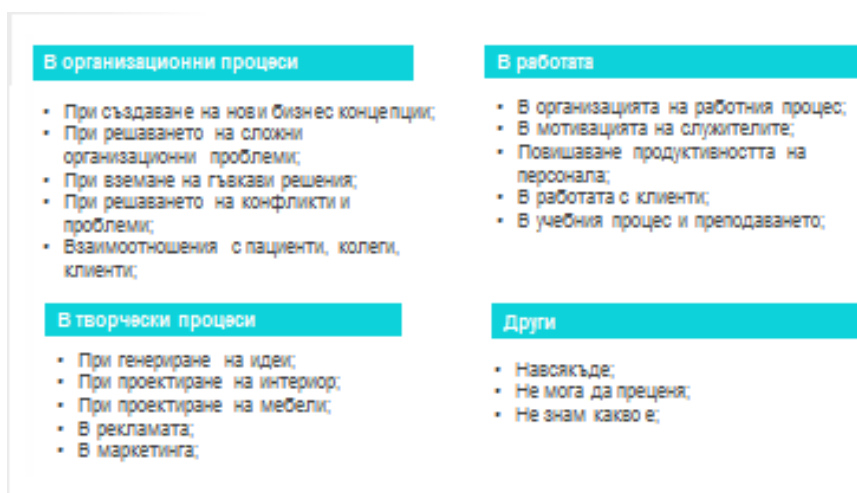 В организационни процеси
• При създаване на нови бизнес концепции;
• При решаването на сложни
организационни проблеми;
• При вземане на гъвкави решения;
• При решаването на конфликти и
проблеми;
• Взаимоотношения с пациенти, колеги,
клиенти;
В работата
• В организацията на работния процес;
• В мотивацията на служителите;
• Повишаване продуктивността на
персонала;
• В работата с клиенти;
• В учебния процес и преподаването;
В творчески процеси
• При генериране на идеи;
• При проектиране на интериор;
• При проектиране на мебели;
• В рекламата;
• В маркетинга;
Други
• Навсякъде;
• Не мога да преценя;
• Не знам какво е;